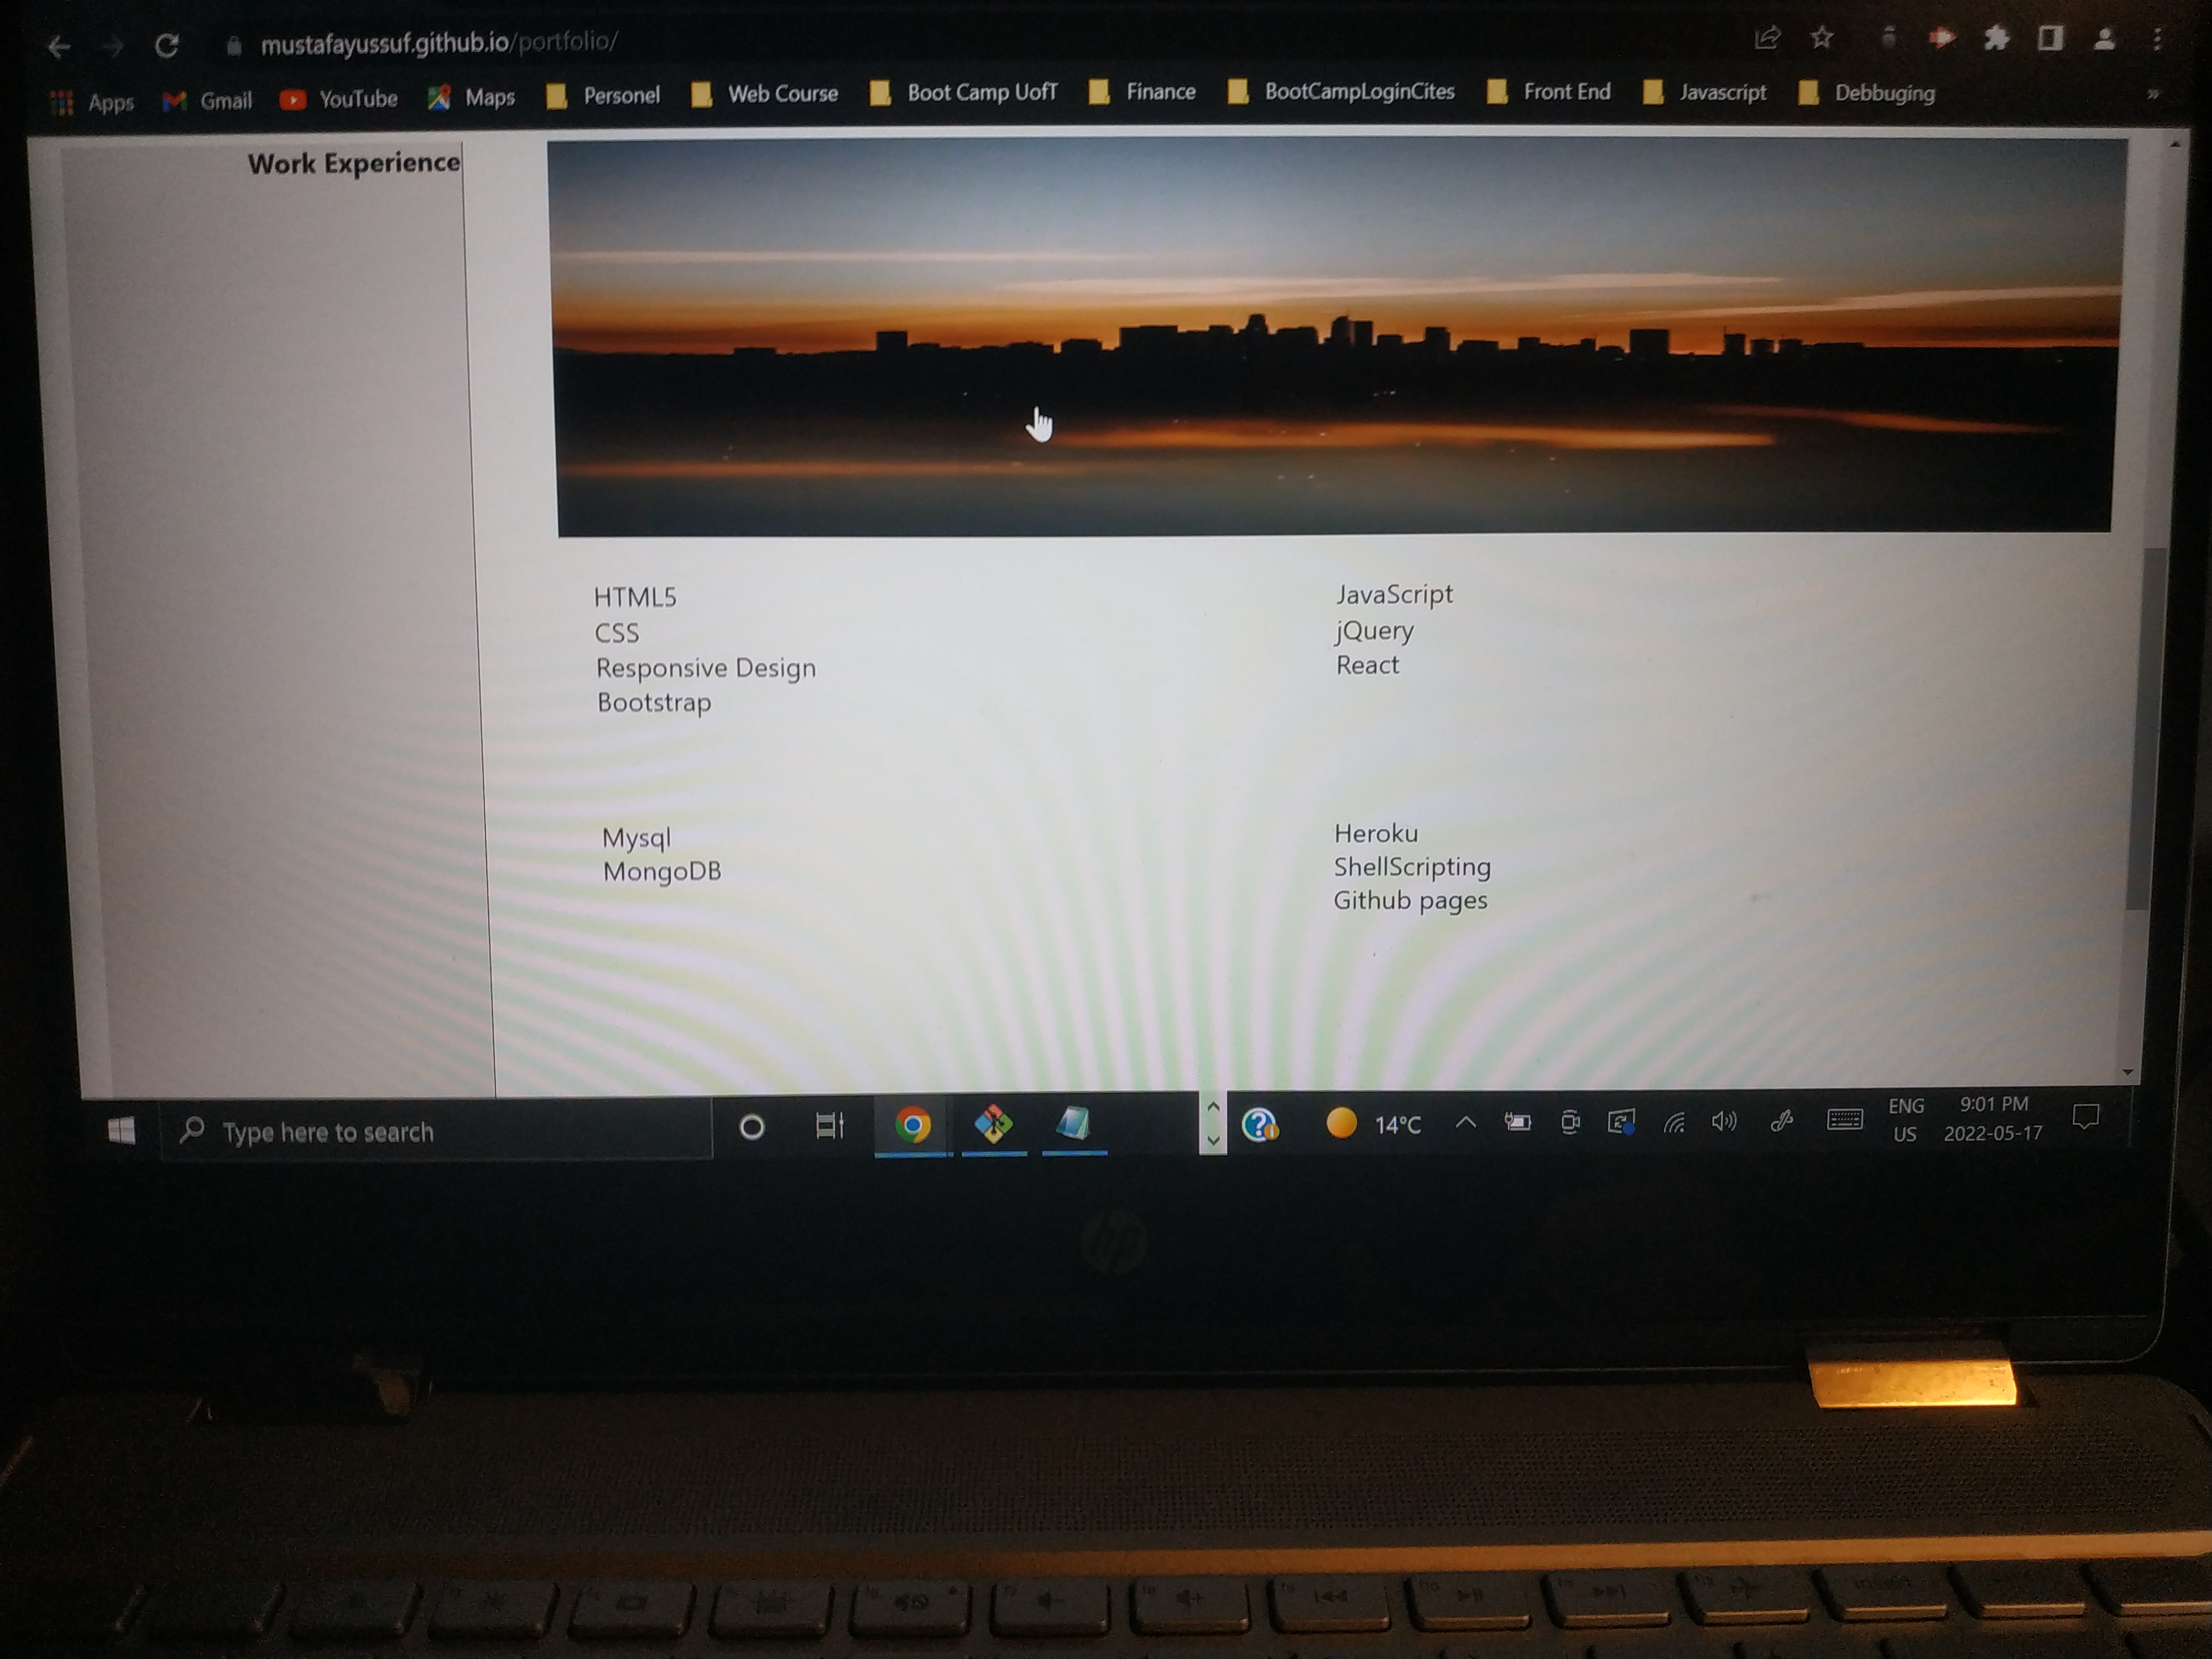 mustafayussuf.github.io/portfolio/
Apps Gmail YouTube Maps Personel Web Course Boot Camp UofT Finance BootCampLoginCites Front End Javascript Debbuging »
Work Experience
HTML5
CSS
Responsive Design
Bootstrap
JavaScript
jQuery
React
Mysql
MongoDB
Heroku
ShellScripting
Github pages
Type here to search
14°C
ENG
US
9:01 PM
2022-05-17
hp